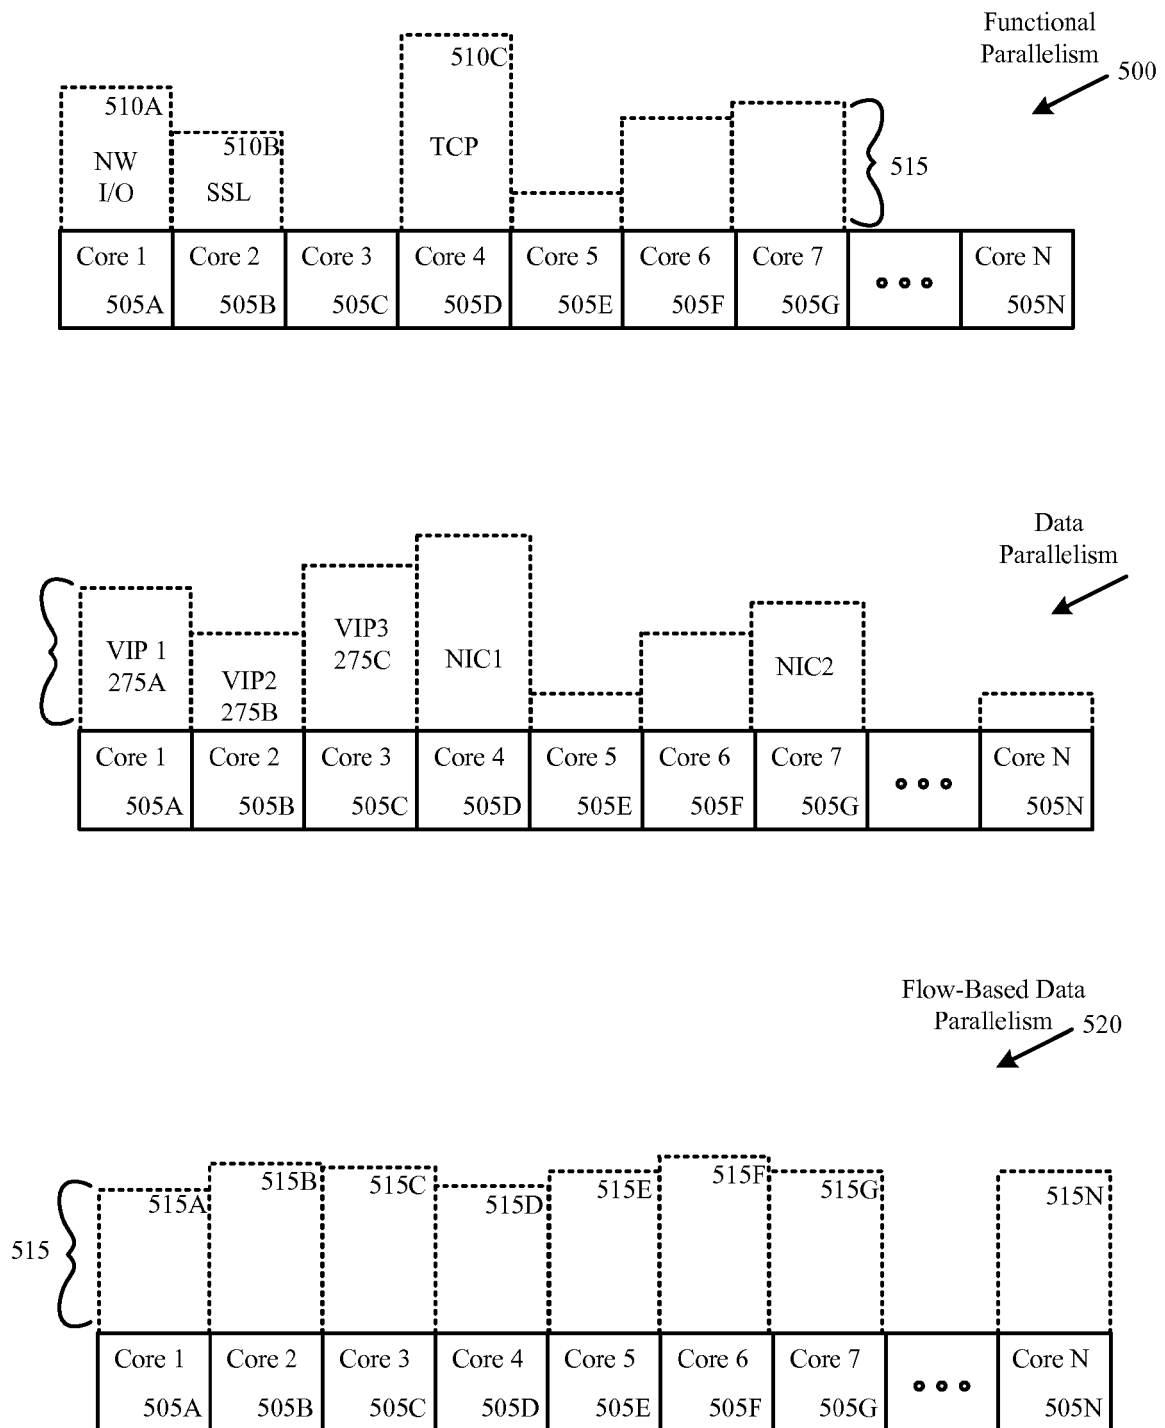 Functional
Parallelism
500
510A
NW
I/O
510B
SSL
510C
TCP
515
Core 1
505A
Core 2
505B
Core 3
505C
Core 4
505D
Core 5
505E
Core 6
505F
Core 7
505G
Core N
505N
Data
Parallelism
VIP 1
275A
VIP2
275B
VIP3
275C
NIC1
NIC2
Core 1
505A
Core 2
505B
Core 3
505C
Core 4
505D
Core 5
505E
Core 6
505F
Core 7
505G
Core N
505N
Flow-Based Data
Parallelism
520
515
515A
515B
515C
515D
515E
515F
515G
515N
Core 1
505A
Core 2
505B
Core 3
505C
Core 4
505D
Core 5
505E
Core 6
505F
Core 7
505G
Core N
505N